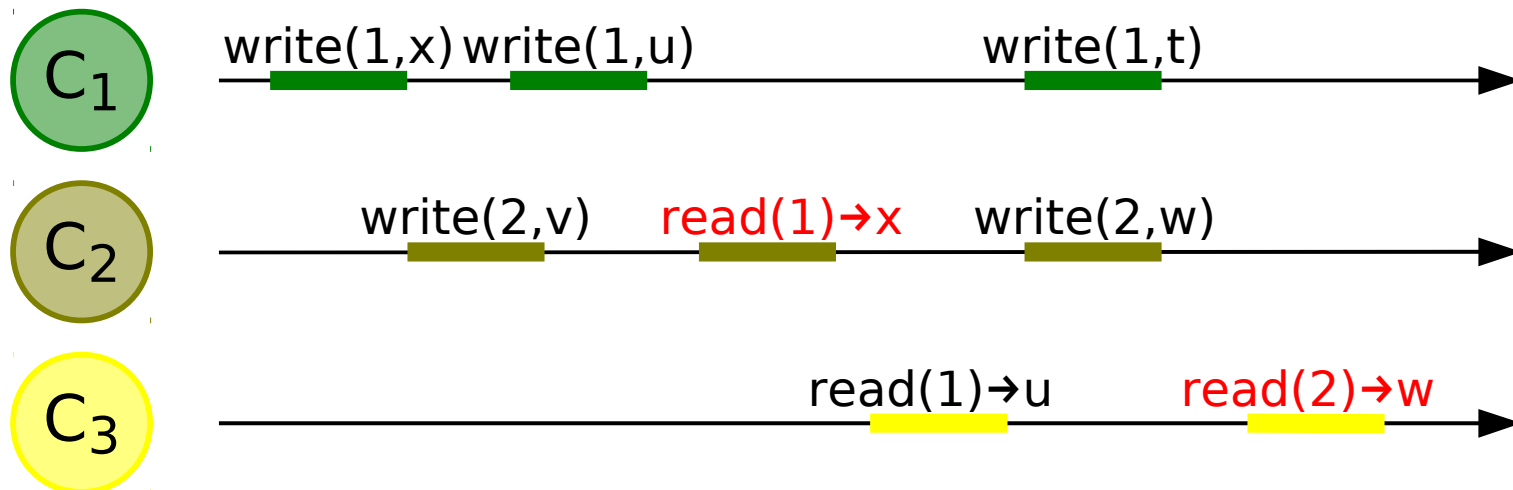 C₁ write(1,x) write(1,u) write(1,t)
C₂ write(2,v) read(1)→x write(2,w)
C₃ read(1)→u read(2)→w